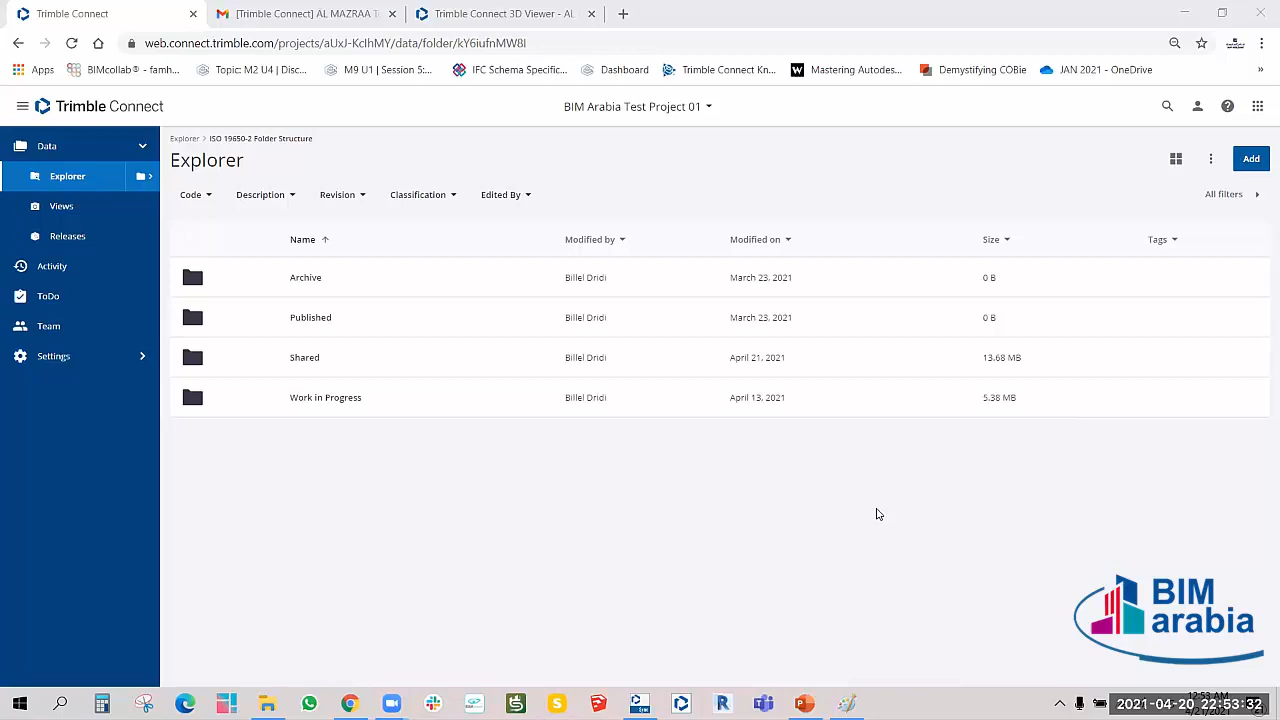 Trimble Connect
[Trimble Connect] AL MAZRAA T
Trimble Connect 3D Viewer - AL
web.connect.trimble.com/projects/aUxJ-KcIhMY/data/folder/kY6iufnMW8I
Apps
BIMcollab® - famh...
Topic: M2 U4 | Disc...
M9 U1 | Session 5:...
IFC Schema Specific...
Dashboard
Trimble Connect Kn...
Mastering Autodes...
Demystifying COBie
JAN 2021 - OneDrive
»
Trimble Connect
BIM Arabia Test Project 01
Data
Explorer
Views
Releases
Activity
ToDo
Team
Settings
Explorer > ISO 19650-2 Folder Structure
Explorer
Add
Code Description Revision Classification Edited By
All filters
Name Modified by Modified on Size Tags
Archive Billel Dridi March 23, 2021 0 B
Published Billel Dridi March 23, 2021 0 B
Shared Billel Dridi April 21, 2021 13.68 MB
Work in Progress Billel Dridi April 13, 2021 5.38 MB
BIM
arabia
12:53 AM
2021-04-20 22:53:32